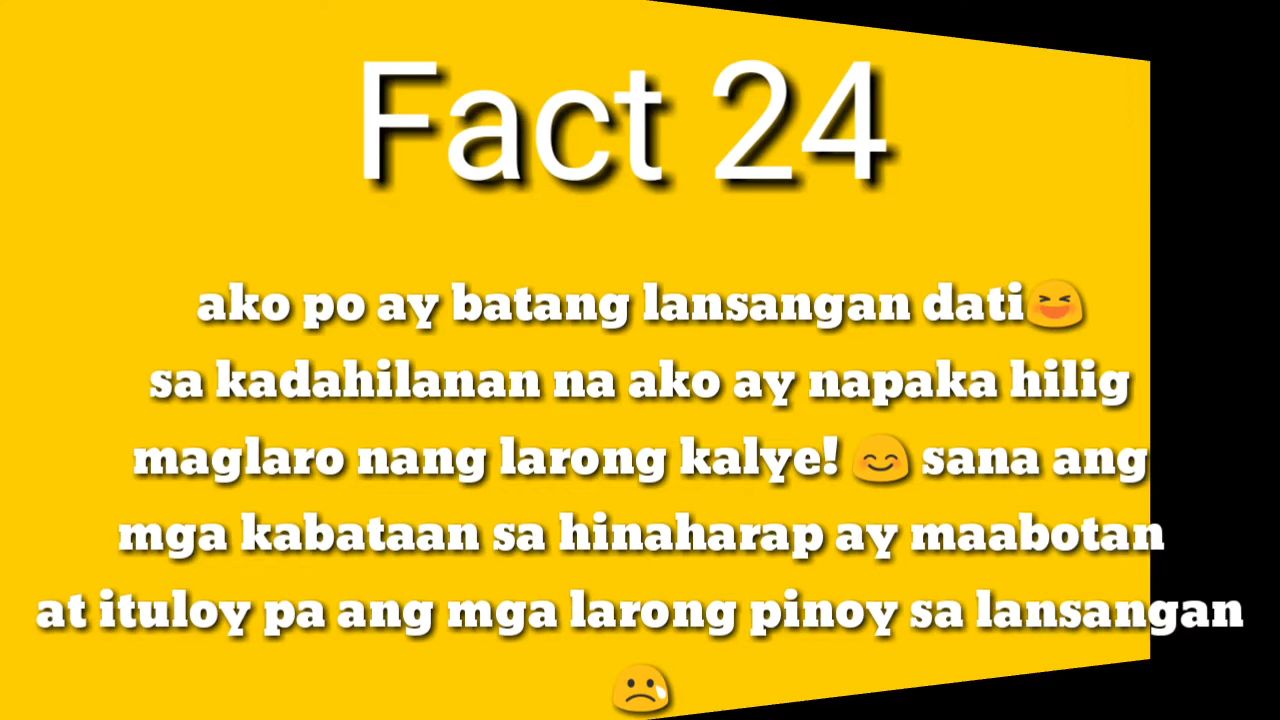 Fact 24
ako po ay batang lansangan dati😆
sa kadahilanan na ako ay napaka hilig
maglaro nang larong kalye! 😊 sana ang
mga kabataan sa hinaharap ay maabotan
at ituloy pa ang mga larong pinoy sa lansangan
😢